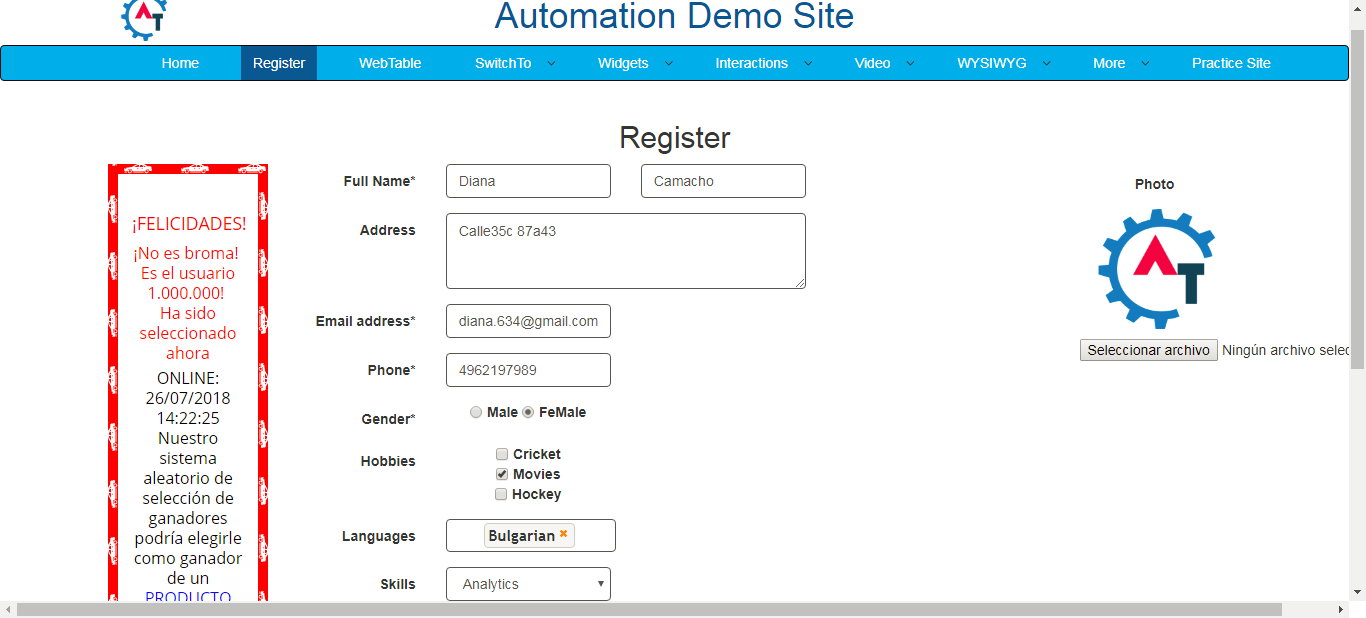 AT
Automation Demo Site
Home Register WebTable SwitchTo Widgets Interactions Video WYSIWYG More Practice Site
Register
¡FELICIDADES!
¡No es broma!
Es el usuario
1.000.000!
Ha sido
seleccionado
ahora
ONLINE:
26/07/2018
14:22:25
Nuestro
sistema
aleatorio de
selección de
ganadores
podría elegirle
como ganador
de un
PRODUCTO
Full Name* Diana Camacho
Address Calle35c 87a43
Email address* diana.634@gmail.com
Phone* 4962197989
Gender* Male FeMale
Hobbies Cricket
Movies
Hockey
Languages Bulgarian
Skills Analytics
Photo
AT
Seleccionar archivo Ningún archivo selec